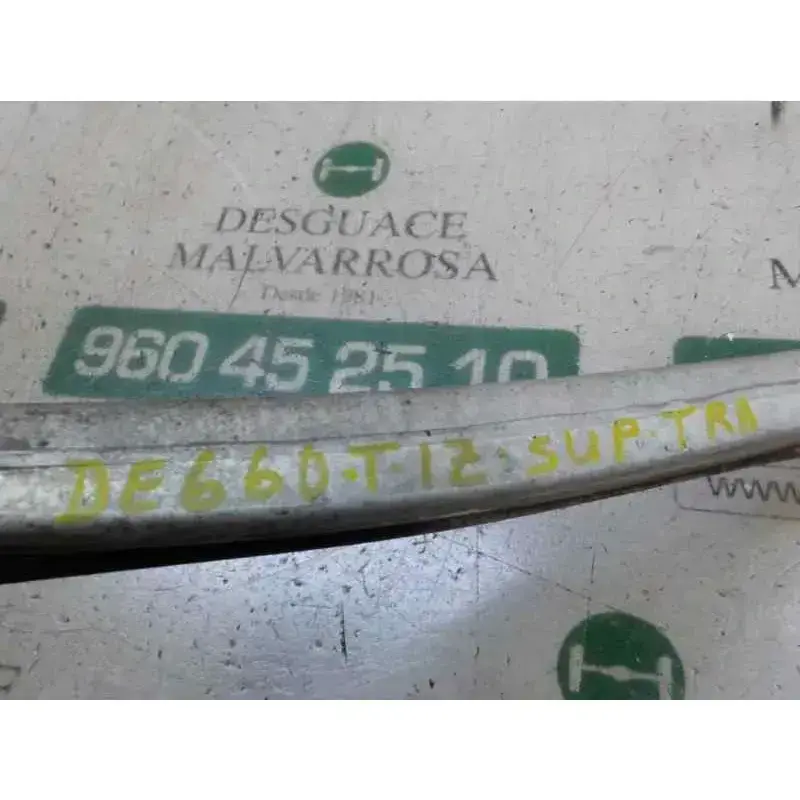 DESGUACE
MALVARROSA
Desde 1981
960 45 25 10
M
DE660·T·IZ·SUP·TRA